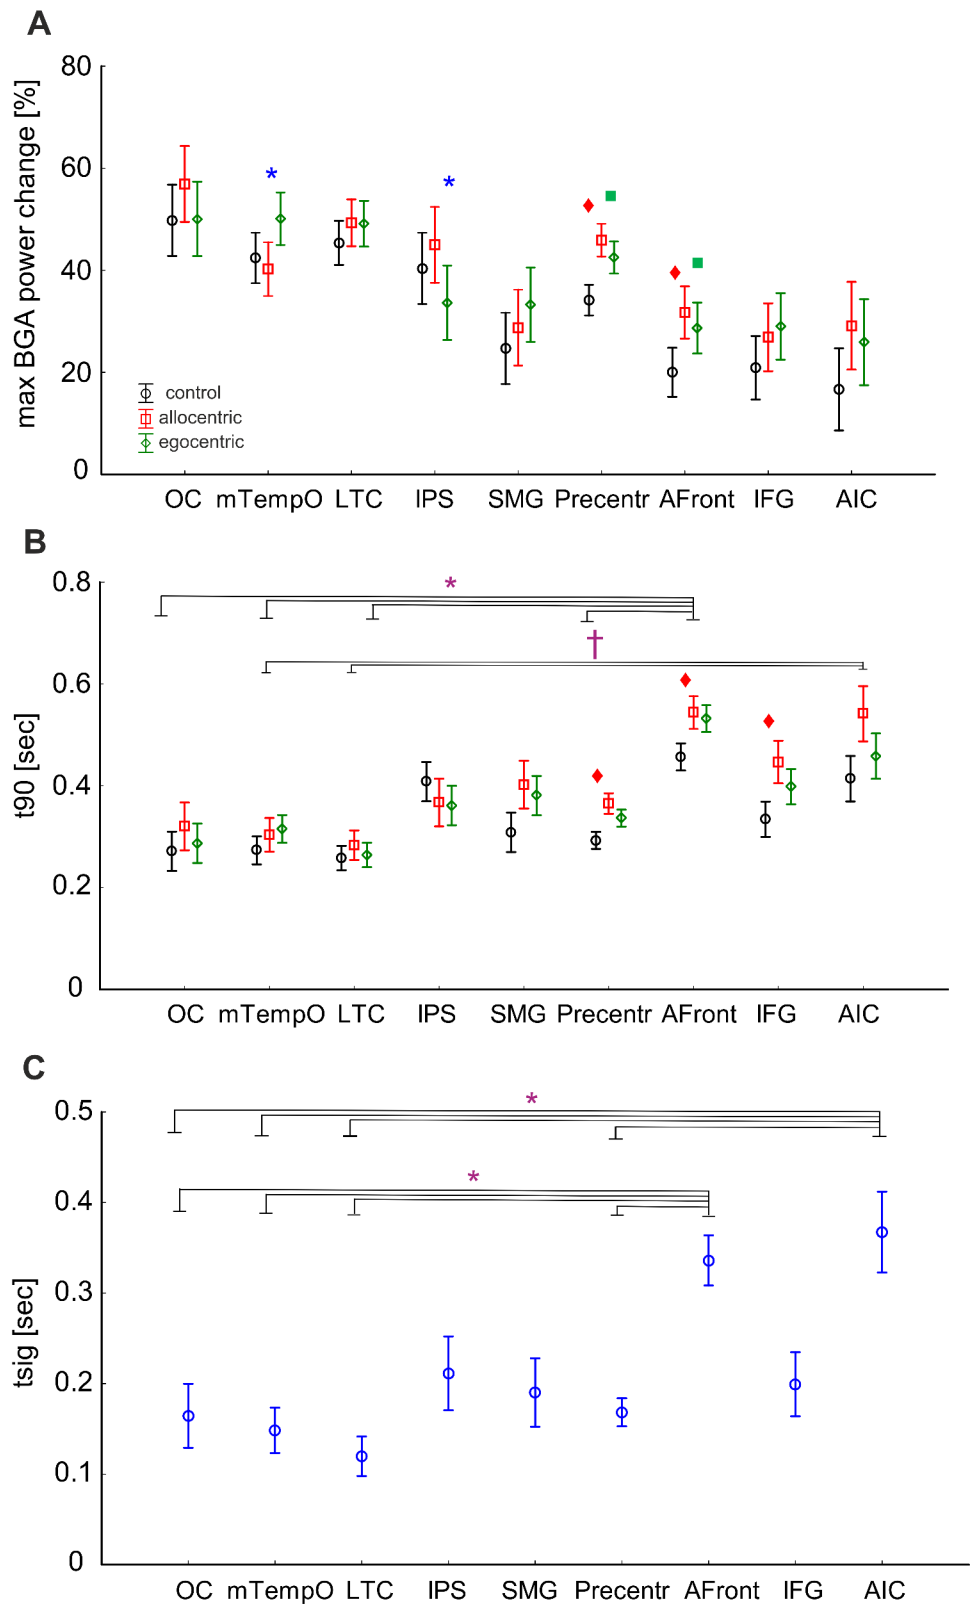 A
max BGA power change [%]
80
60
40
20
0
control
allocentric
egocentric
OC mTempO LTC IPS SMG Precentr AFront IFG AIC
B
t90 [sec]
0.8
0.6
0.4
0.2
0
*
†
OC mTempO LTC IPS SMG Precentr AFront IFG AIC
C
tsig [sec]
0.5
0.4
0.3
0.2
0.1
0
*
*
OC mTempO LTC IPS SMG Precentr AFront IFG AIC